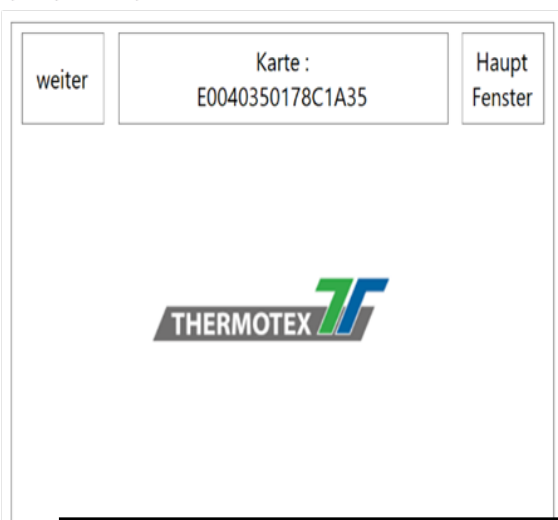 weiter
Karte :
E0040350178C1A35
Haupt
Fenster
THERMOTEX